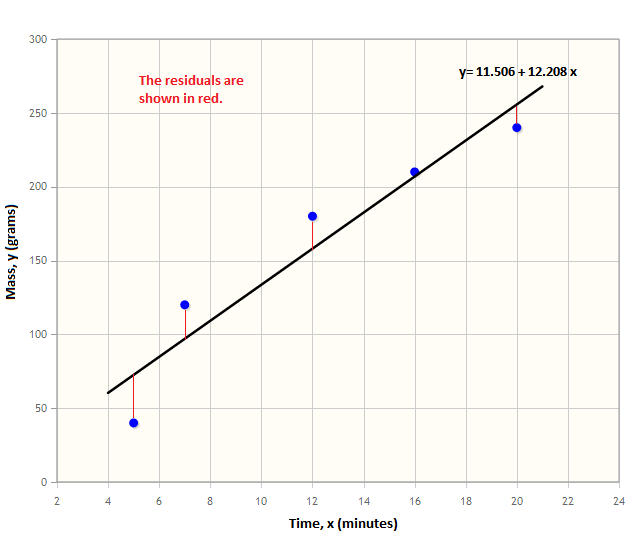 300
The residuals are
shown in red.
y= 11.506 + 12.208 x
250
200
150
100
50
0
2 4 6 8 10 12 14 16 18 20 22 24
Mass, y (grams)
Time, x (minutes)